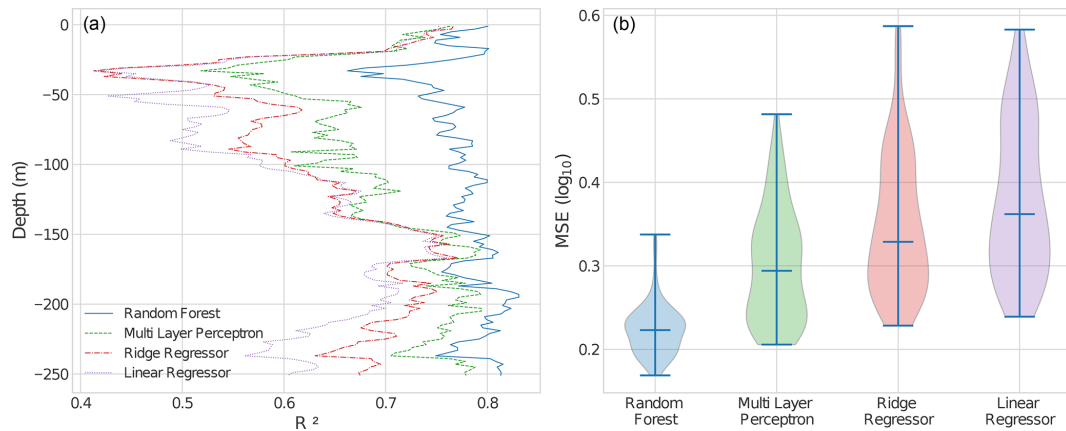 (a)
0
−50
−100
−150
−200
−250
Depth (m)
Random Forest
Multi Layer Perceptron
Ridge Regressor
Linear Regressor
0.4 0.5 0.6 0.7 0.8
R ²
(b)
0.6
0.5
0.4
0.3
0.2
MSE (log₁₀)
Random Forest
Multi Layer Perceptron
Ridge Regressor
Linear Regressor